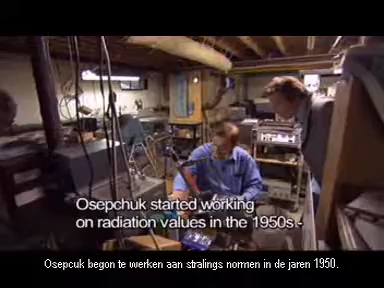 Osepchuk started working
on radiation values in the 1950s -
Osepcuk begon te werken aan stralings normen in de jaren 1950.